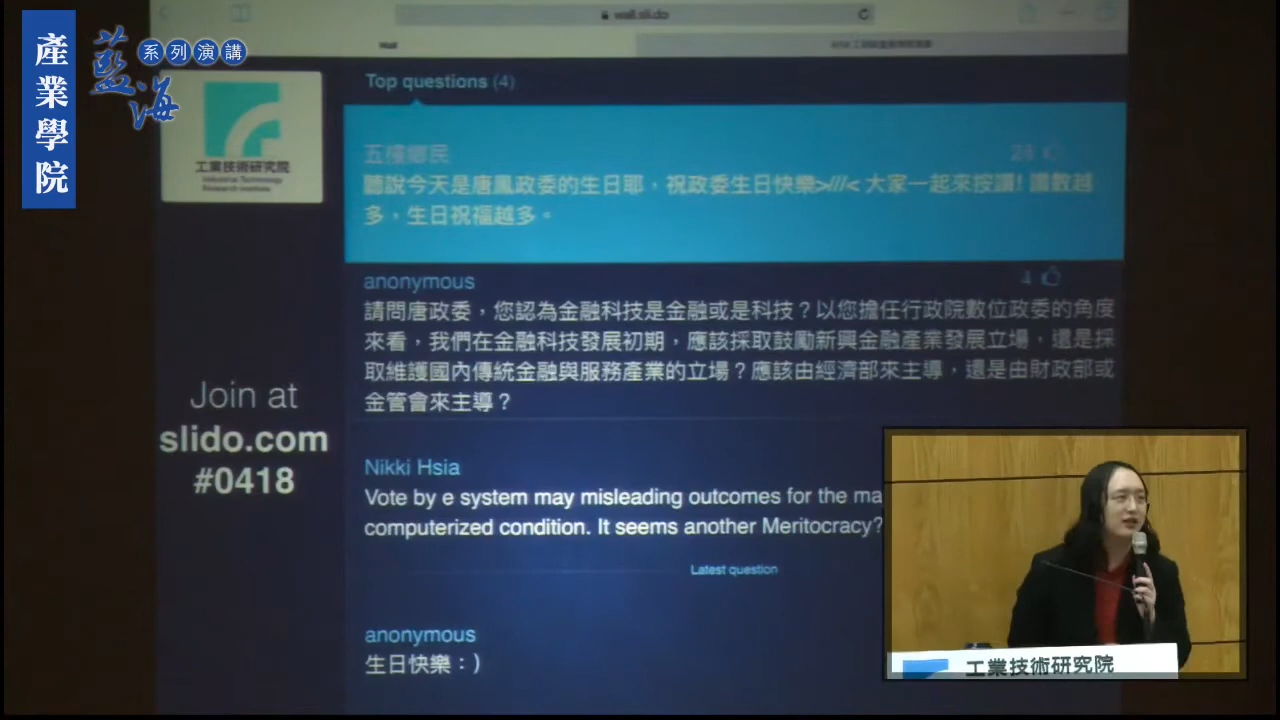 產業學院
藍海
系列演講
wall.sli.do
Wall
工業技術研究院
Industrial Technology
Research Institute
Join at
slido.com
#0418
Top questions (4)
聽說今天是唐鳳政委的生日耶，祝政委生日快樂>///< 大家一起來按讚! 讚數越
多，生日祝福越多。
anonymous
4
請問唐政委，您認為金融科技是金融或是科技？以您擔任行政院數位政委的角度
來看，我們在金融科技發展初期，應該採取鼓勵新興金融產業發展立場，還是採
取維護國內傳統金融與服務產業的立場？應該由經濟部來主導，還是由財政部或
金管會來主導？
Nikki Hsia
Vote by e system may misleading outcomes for the ma
computerized condition. It seems another Meritocracy?
Latest question
anonymous
生日快樂：)
工業技術研究院